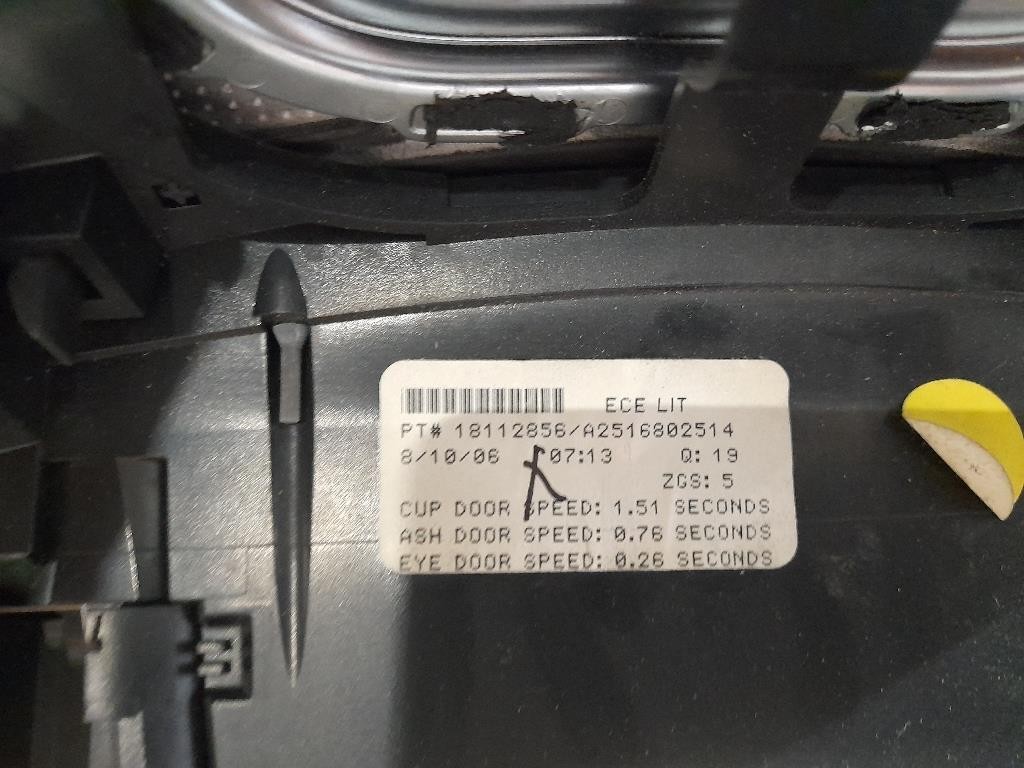 ECE LIT
PT# 18112856/A2516802514
8/10/06 07:13 Q: 19
ZGS: 5
CUP DOOR SPEED: 1.51 SECONDS
ASH DOOR SPEED: 0.76 SECONDS
EYE DOOR SPEED: 0.26 SECONDS